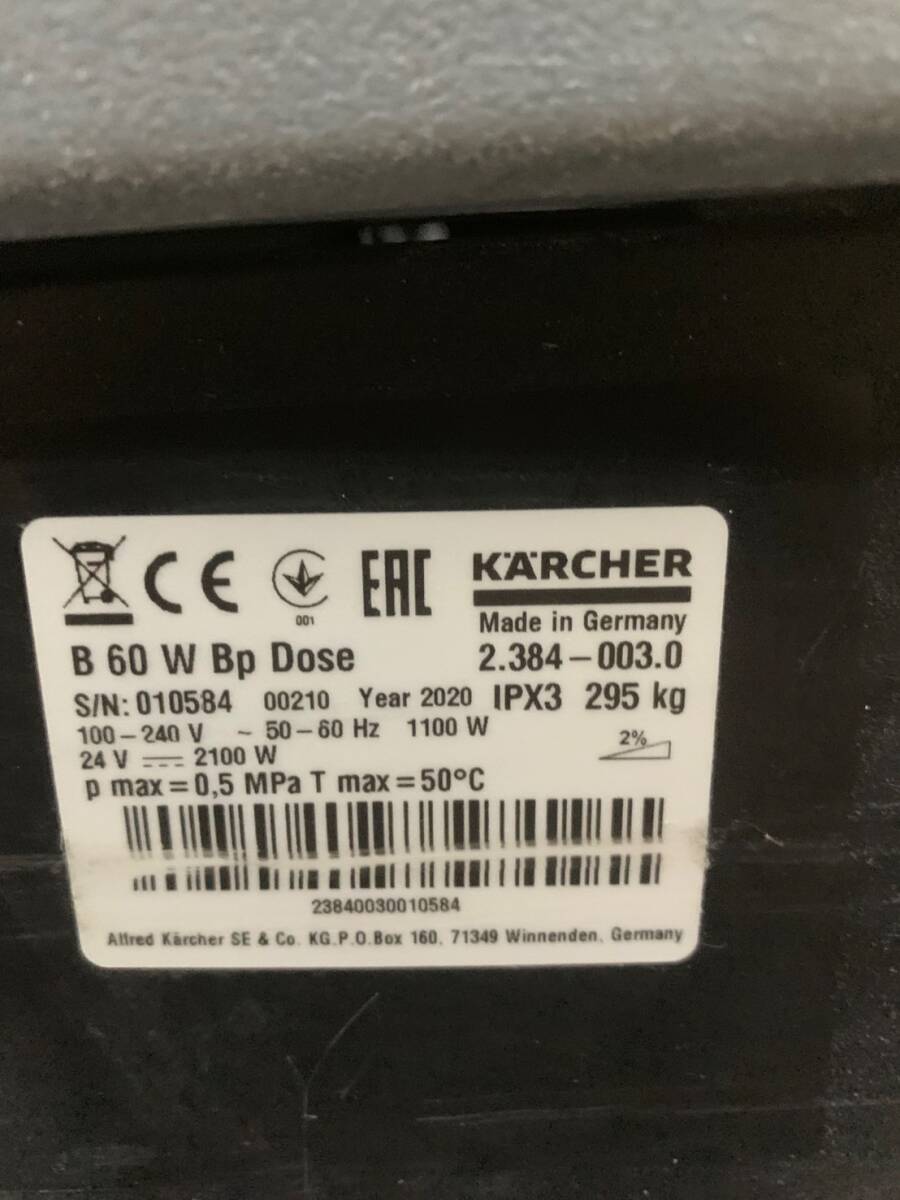 CE
001
EAC
KÄRCHER
Made in Germany
B 60 W Bp Dose 2.384-003.0
S/N: 010584 00210 Year 2020 IPX3 295 kg
100-240 V ~ 50-60 Hz 1100 W
2%
24 V ⎓ 2100 W
p max=0,5 MPa T max=50°C
23840030010584
Alfred Kärcher SE & Co. KG.P.O.Box 160, 71349 Winnenden, Germany